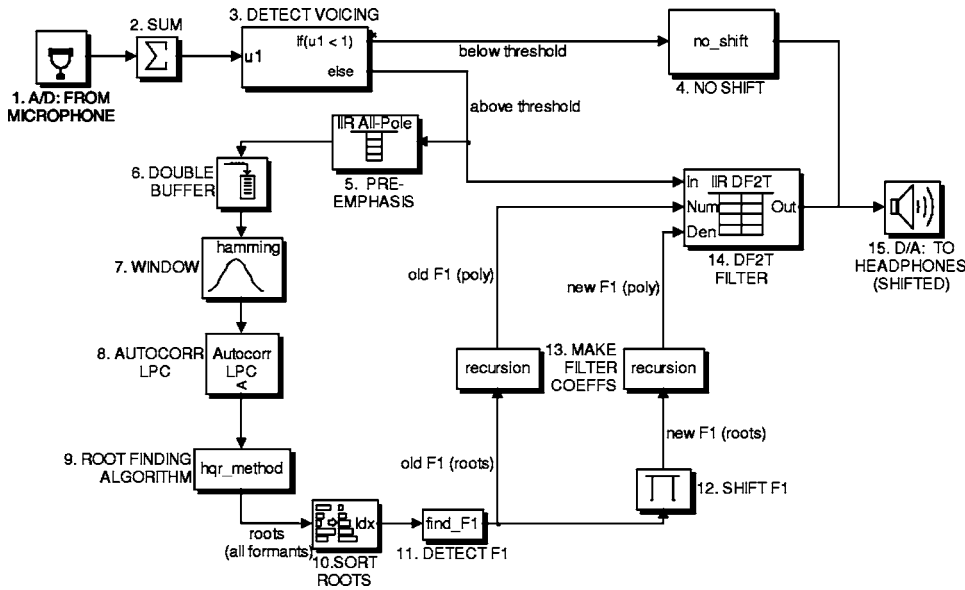 2. SUM
3. DETECT VOICING
If(u1 < 1)
u1
else
below threshold
no_shift
4. NO SHIFT
1. A/D: FROM
MICROPHONE
above threshold
IIR All-Pole
5. PRE-
EMPHASIS
6. DOUBLE
BUFFER
hamming
7. WINDOW
8. AUTOCORR
LPC
Autocorr
LPC
A
9. ROOT FINDING
ALGORITHM
hqr_method
roots
(all formants)
Idx
10.SORT
ROOTS
find_F1
11. DETECT F1
old F1 (roots)
recursion
old F1 (poly)
12. SHIFT F1
new F1 (roots)
13. MAKE
FILTER
COEFFS
recursion
new F1 (poly)
In
Num
Den
IIR DF2T
Out
14. DF2T
FILTER
15. D/A: TO
HEADPHONES
(SHIFTED)